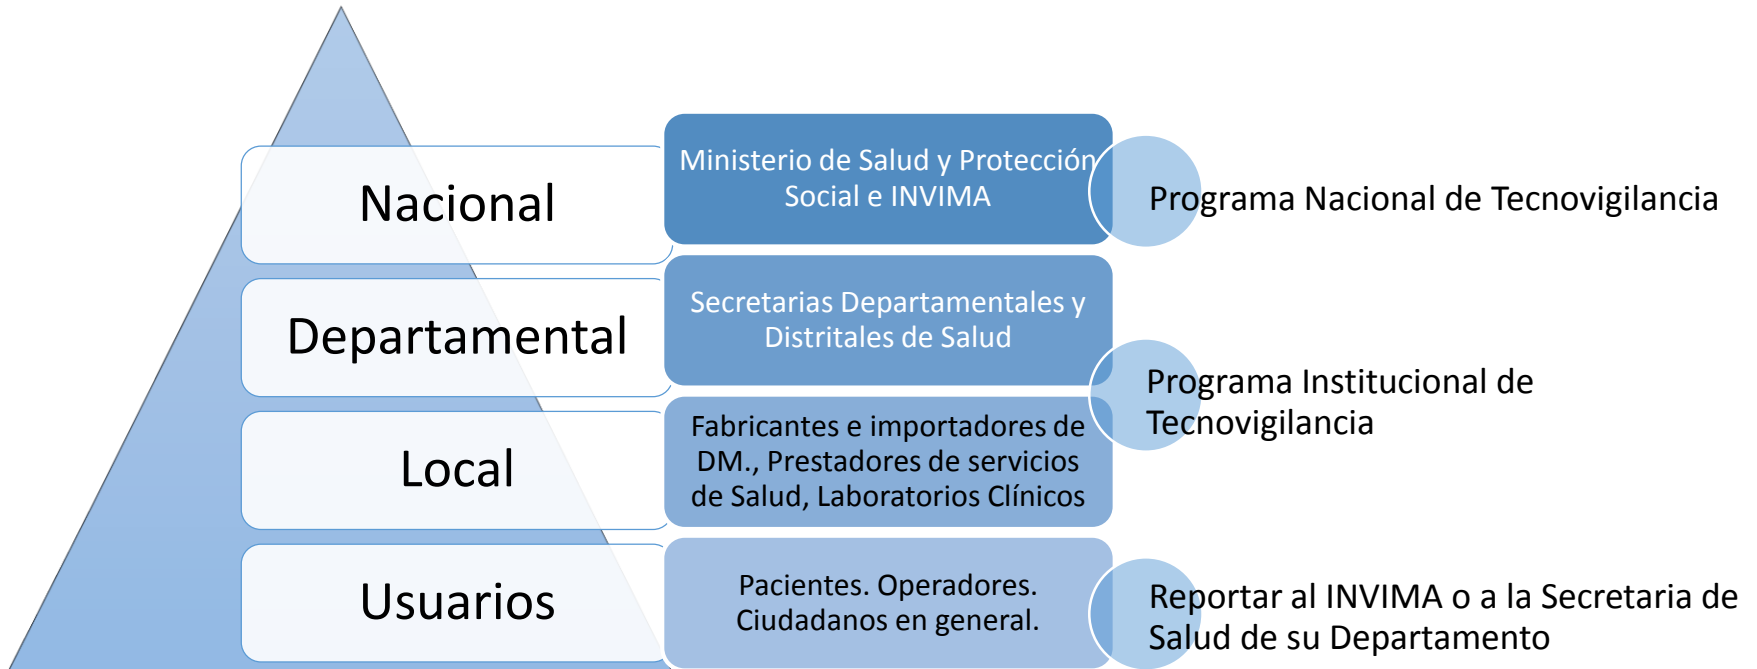 Nacional
Ministerio de Salud y Protección
Social e INVIMA
Programa Nacional de Tecnovigilancia
Departamental
Secretarias Departamentales y
Distritales de Salud
Programa Institucional de
Tecnovigilancia
Local
Fabricantes e importadores de
DM., Prestadores de servicios
de Salud, Laboratorios Clínicos
Usuarios
Pacientes. Operadores.
Ciudadanos en general.
Reportar al INVIMA o a la Secretaria de
Salud de su Departamento